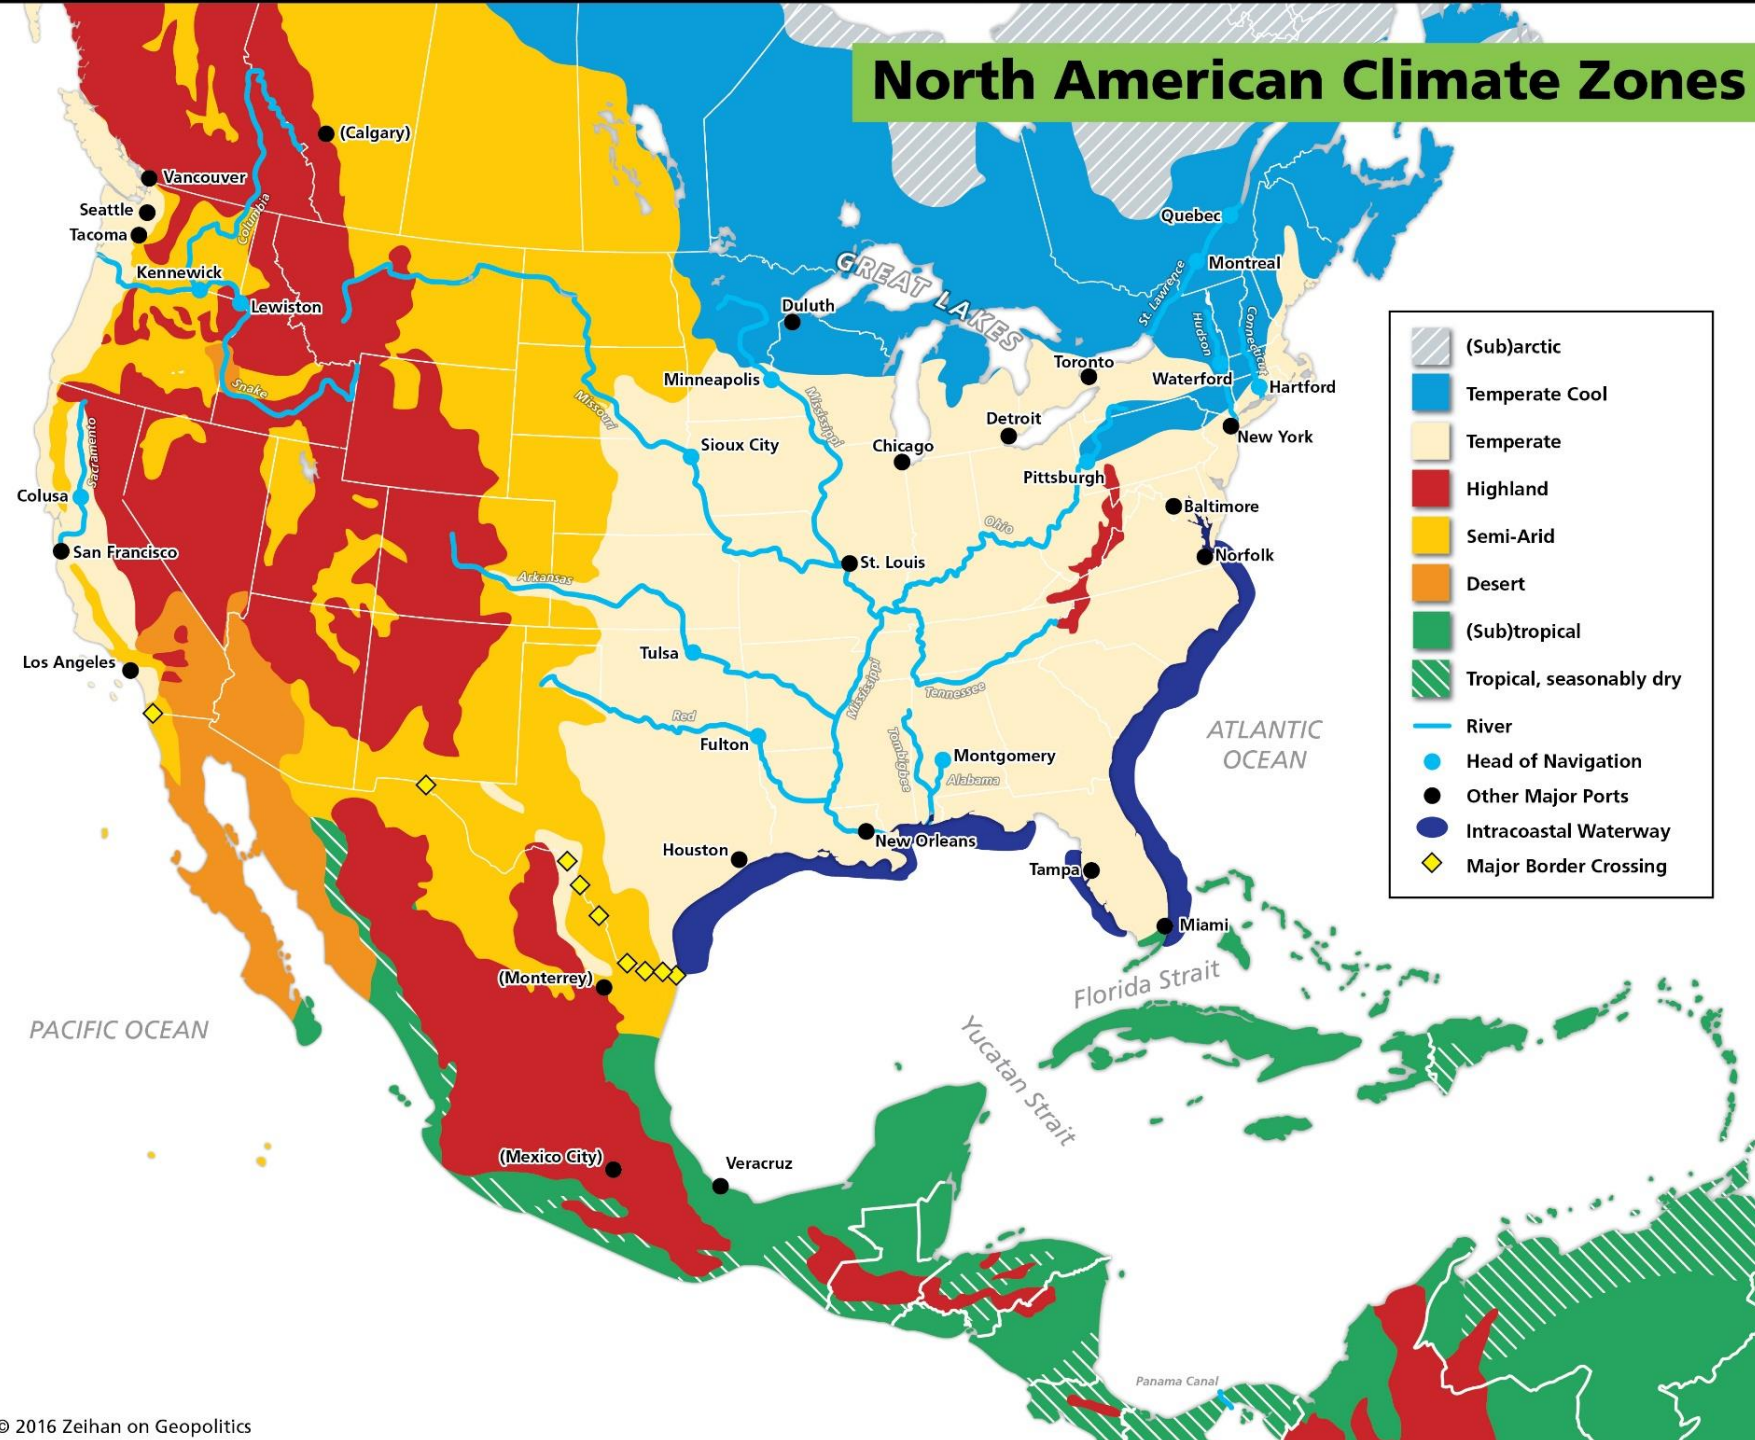 North American Climate Zones
(Calgary)
Vancouver
Seattle
Tacoma
Columbia
Kennewick
Lewiston
Snake
Sacramento
Colusa
San Francisco
Los Angeles
GREAT LAKES
Duluth
Minneapolis
Mississippi
Missouri
Sioux City
Chicago
Detroit
Toronto
Quebec
Montreal
St. Lawrence
Hudson
Connecticut
Waterford
Hartford
New York
Pittsburgh
Baltimore
Norfolk
Ohio
St. Louis
Arkansas
Tulsa
Mississippi
Tennessee
Red
Fulton
Tombigbee
Montgomery
Alabama
New Orleans
Houston
Tampa
Miami
ATLANTIC
OCEAN
PACIFIC OCEAN
Florida Strait
Yucatan Strait
(Monterrey)
(Mexico City)
Veracruz
Panama Canal
(Sub)arctic
Temperate Cool
Temperate
Highland
Semi-Arid
Desert
(Sub)tropical
Tropical, seasonably dry
River
Head of Navigation
Other Major Ports
Intracoastal Waterway
Major Border Crossing
© 2016 Zeihan on Geopolitics